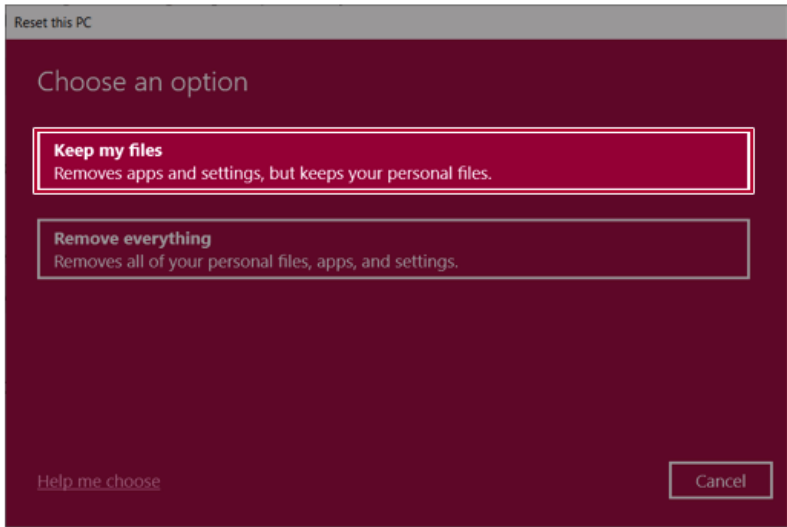 Reset this PC
Choose an option
Keep my files
Removes apps and settings, but keeps your personal files.
Remove everything
Removes all of your personal files, apps, and settings.
Help me choose
Cancel